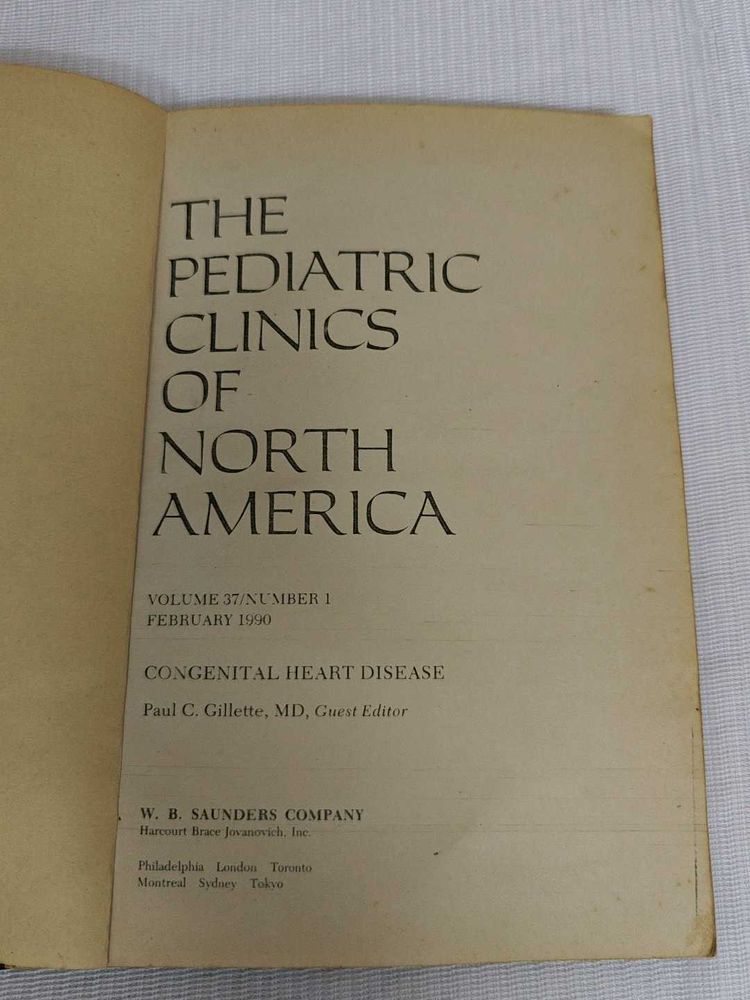 THE
PEDIATRIC
CLINICS
OF
NORTH
AMERICA
VOLUME 37/NUMBER 1
FEBRUARY 1990
CONGENITAL HEART DISEASE
Paul C. Gillette, MD, Guest Editor
W. B. SAUNDERS COMPANY
Harcourt Brace Jovanovich, Inc.
Philadelphia London Toronto
Montreal Sydney Tokyo